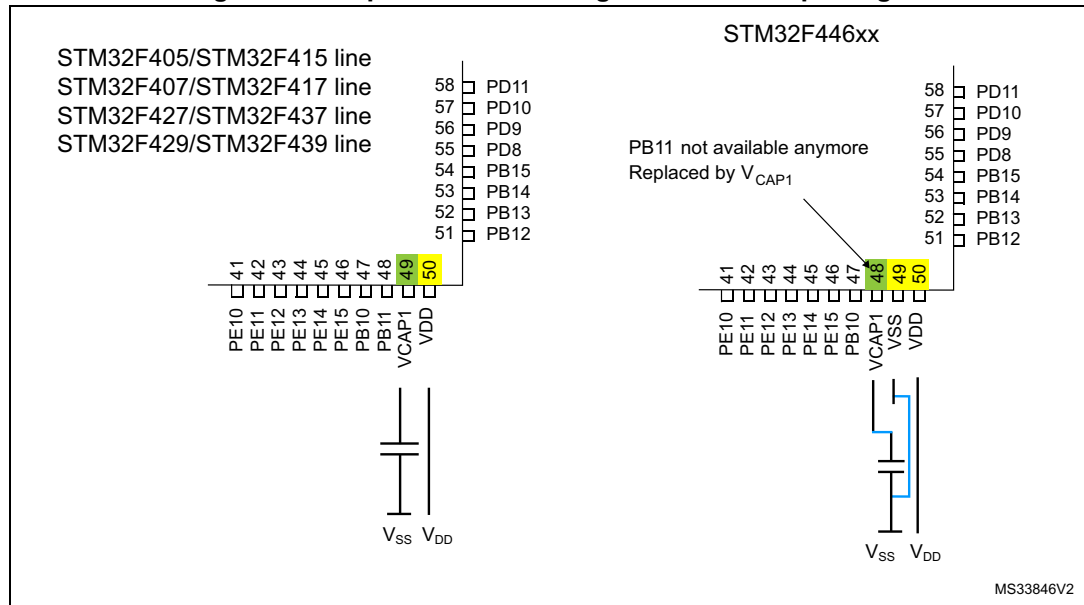 STM32F405/STM32F415 line
STM32F407/STM32F417 line
STM32F427/STM32F437 line
STM32F429/STM32F439 line
58 PD11
57 PD10
56 PD9
55 PD8
54 PB15
53 PB14
52 PB13
51 PB12
41 42 43 44 45 46 47 48 49 50
PE10 PE11 PE12 PE13 PE14 PE15 PB10 PB11 VCAP1 VDD
VSS VDD
STM32F446xx
58 PD11
57 PD10
56 PD9
55 PD8
54 PB15
53 PB14
52 PB13
51 PB12
PB11 not available anymore
Replaced by VCAP1
41 42 43 44 45 46 47 48 49 50
PE10 PE11 PE12 PE13 PE14 PE15 PB10 VCAP1 VSS VDD
VSS VDD
MS33846V2